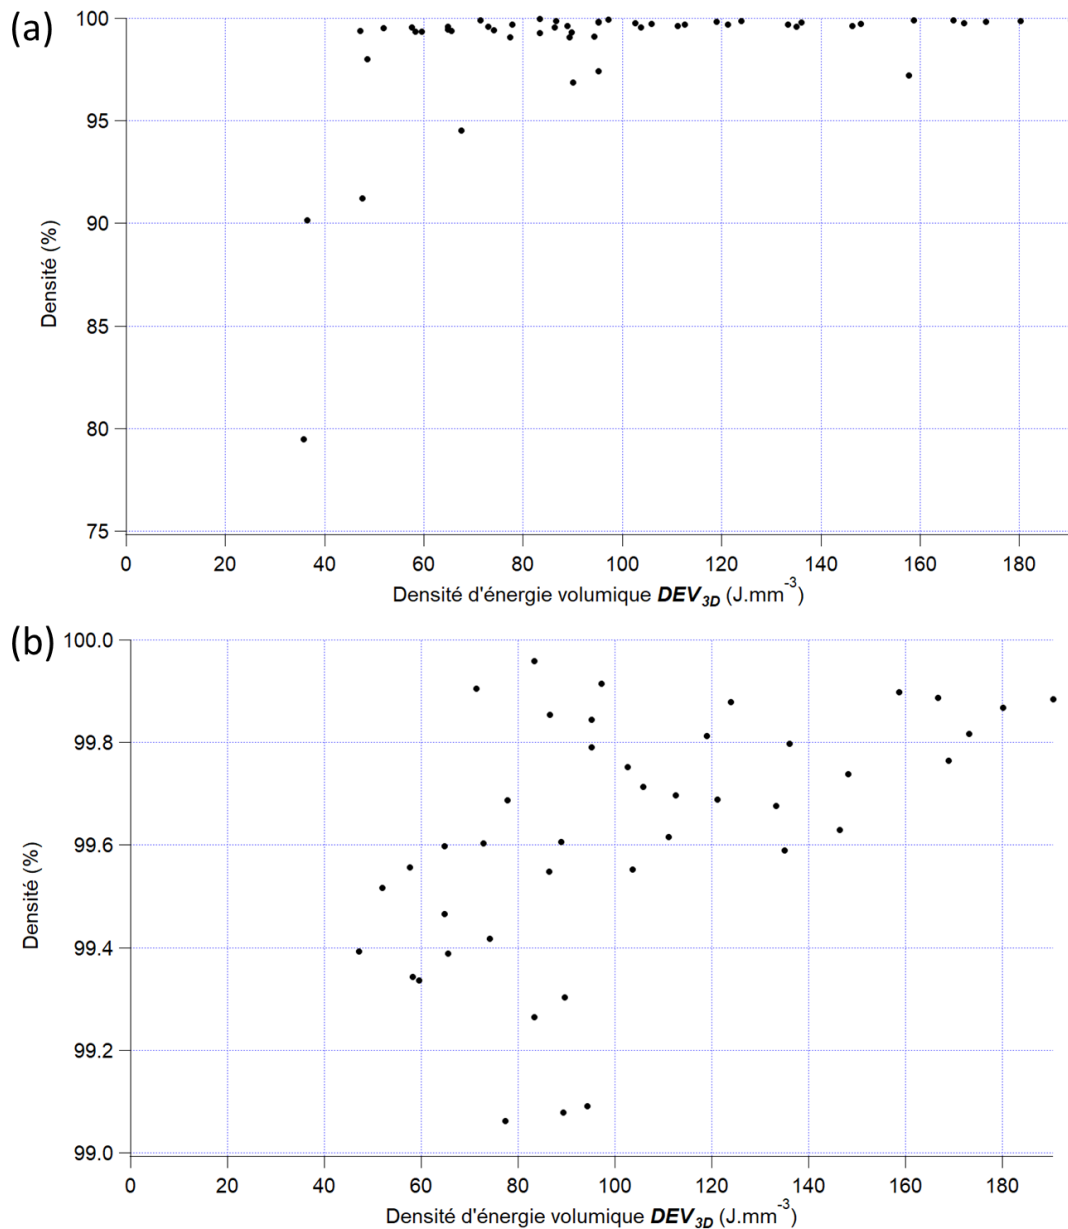 (a)
100
95
90
85
80
75
Densité (%)
0 20 40 60 80 100 120 140 160 180
Densité d'énergie volumique DEV3D (J.mm-3)
(b)
100.0
99.8
99.6
99.4
99.2
99.0
Densité (%)
0 20 40 60 80 100 120 140 160 180
Densité d'énergie volumique DEV3D (J.mm-3)